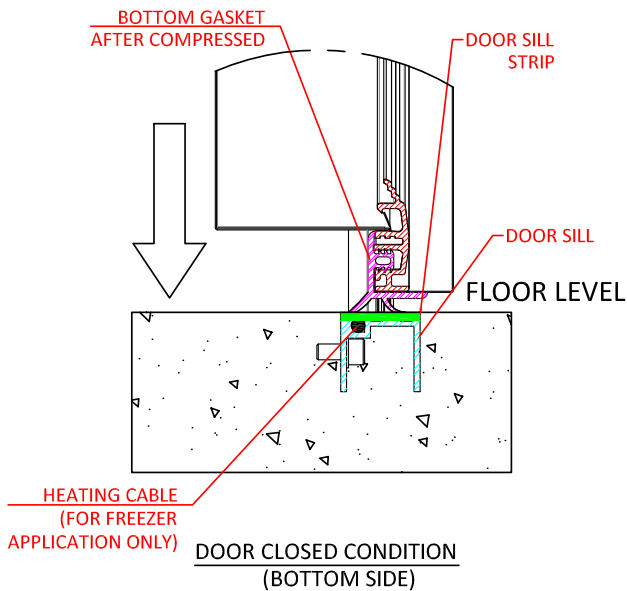 BOTTOM GASKET
AFTER COMPRESSED
DOOR SILL
STRIP
DOOR SILL
FLOOR LEVEL
HEATING CABLE
(FOR FREEZER
APPLICATION ONLY)
DOOR CLOSED CONDITION
(BOTTOM SIDE)